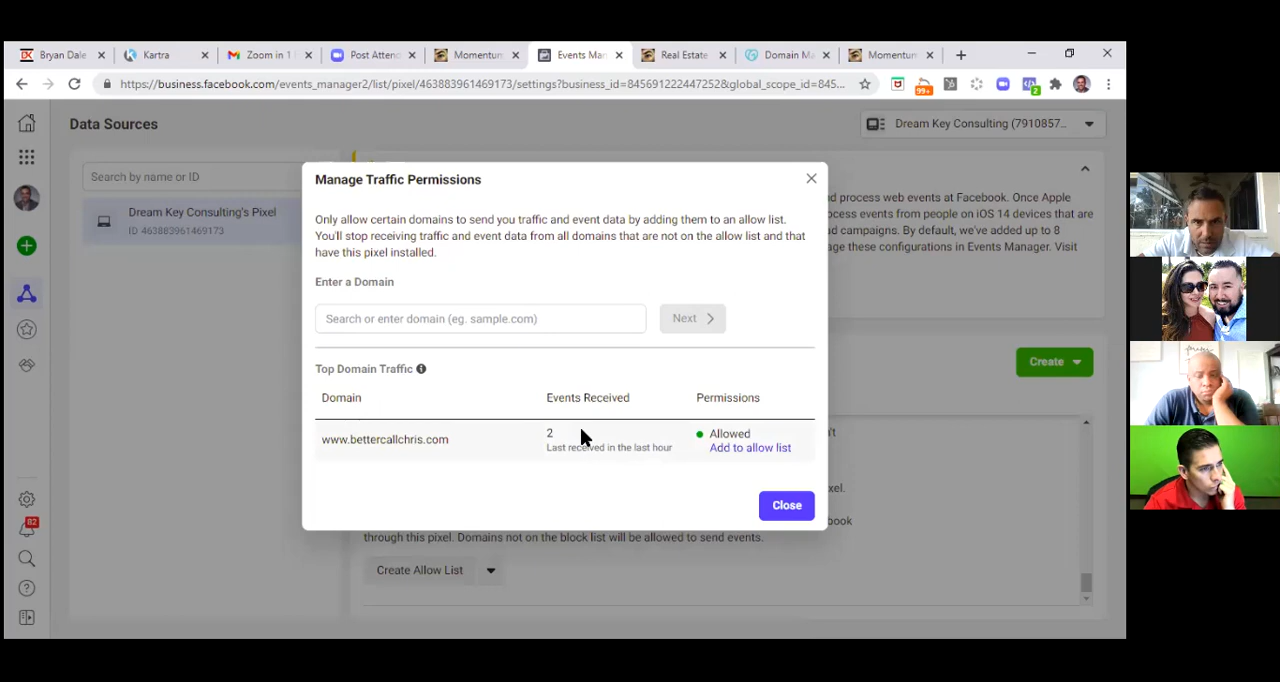 Bryan Dale
Kartra
Zoom in 1
Post Attend
Momentum
Events Man
Real Estate
Domain Ma
Momentum
https://business.facebook.com/events_manager2/list/pixel/463883961469173/settings?business_id=845691222447252&global_scope_id=845...
99+
2
Data Sources
Dream Key Consulting (7910857...
Search by name or ID
Dream Key Consulting's Pixel
ID 463883961469173
d process web events at Facebook. Once Apple
ocess events from people on iOS 14 devices that are
ad campaigns. By default, we've added up to 8
age these configurations in Events Manager. Visit
Manage Traffic Permissions
Only allow certain domains to send you traffic and event data by adding them to an allow list.
You'll stop receiving traffic and event data from all domains that are not on the allow list and that
have this pixel installed.
Enter a Domain
Search or enter domain (eg. sample.com)
Next
Create
Top Domain Traffic
Domain
Events Received
Permissions
www.bettercallchris.com
2
Last received in the last hour
Allowed
Add to allow list
n't
ixel.
book
Close
through this pixel. Domains not on the block list will be allowed to send events.
Create Allow List
82